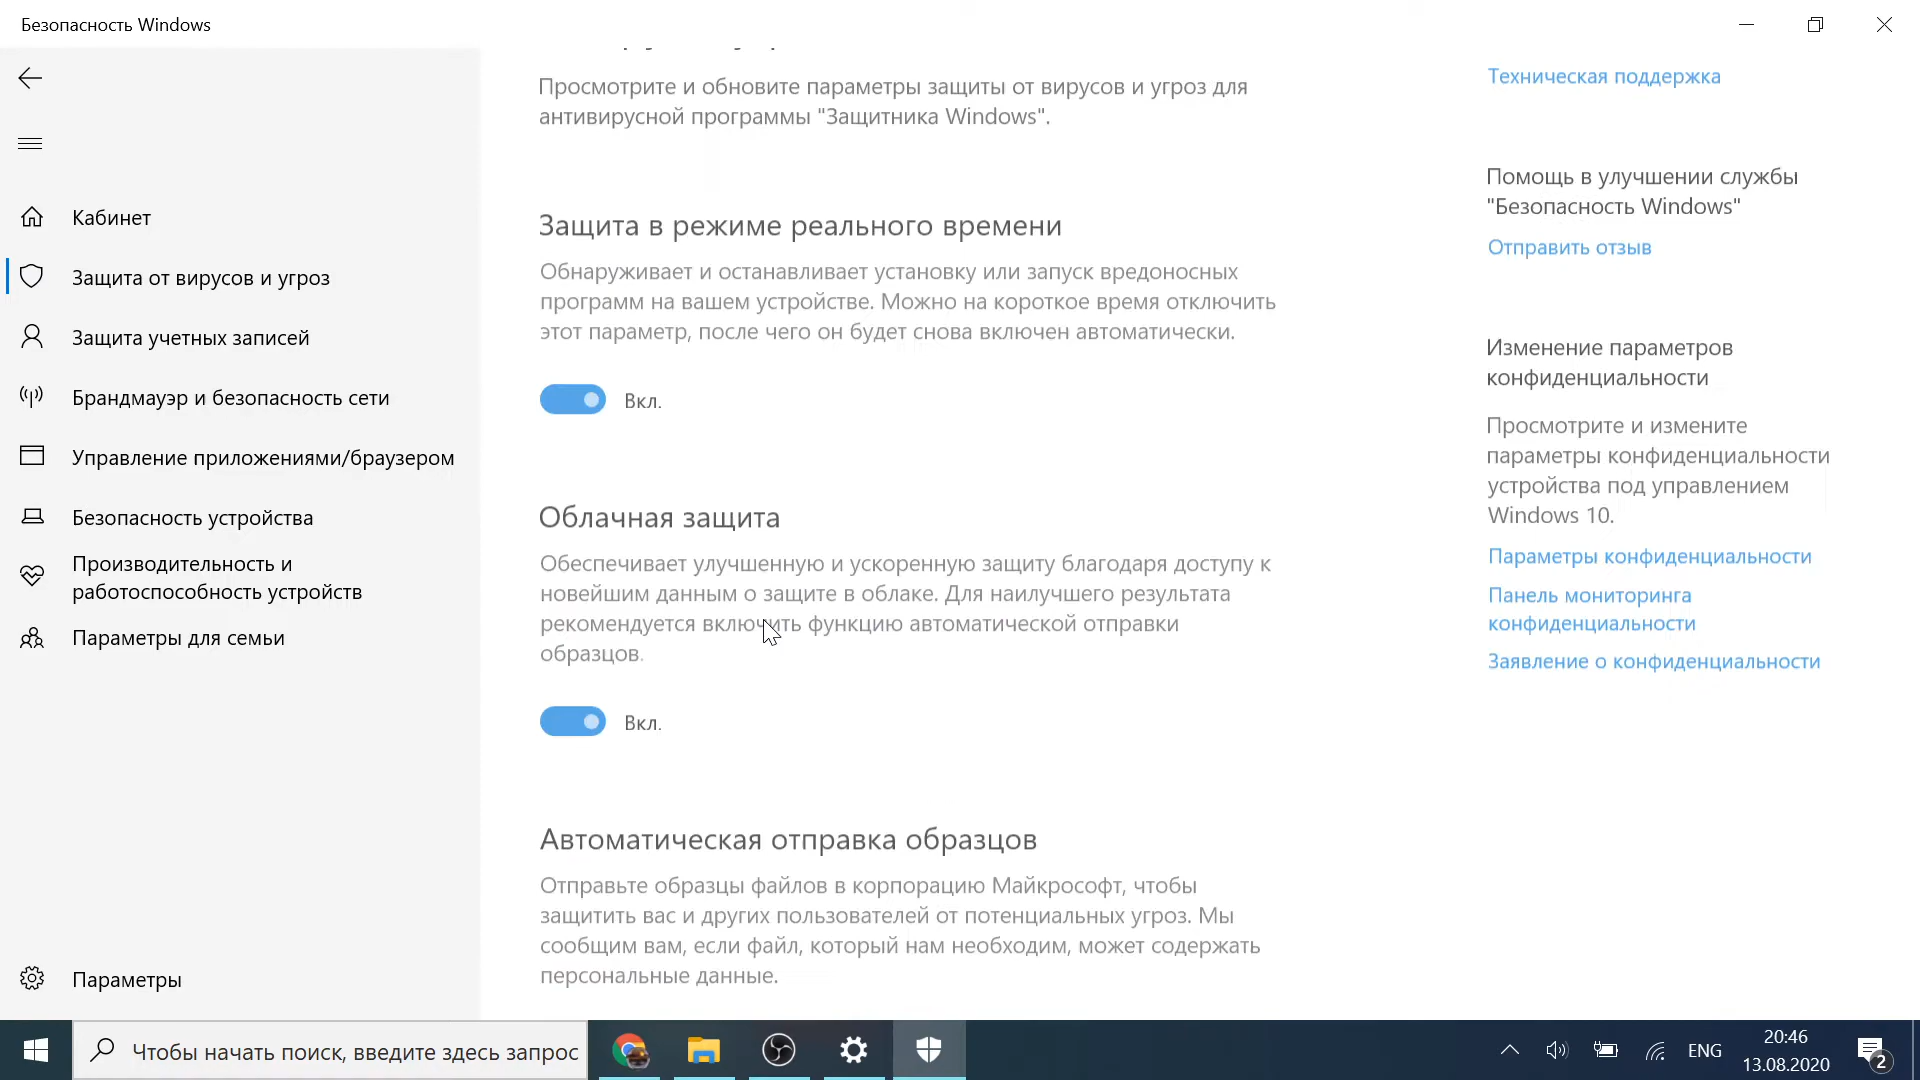 Безопасность Windows
Кабинет
Защита от вирусов и угроз
Защита учетных записей
Брандмауэр и безопасность сети
Управление приложениями/браузером
Безопасность устройства
Производительность и
работоспособность устройств
Параметры для семьи
Параметры
Просмотрите и обновите параметры защиты от вирусов и угроз для
антивирусной программы "Защитника Windows".
Защита в режиме реального времени
Обнаруживает и останавливает установку или запуск вредоносных
программ на вашем устройстве. Можно на короткое время отключить
этот параметр, после чего он будет снова включен автоматически.
Вкл.
Облачная защита
Обеспечивает улучшенную и ускоренную защиту благодаря доступу к
новейшим данным о защите в облаке. Для наилучшего результата
рекомендуется включить функцию автоматической отправки
образцов.
Вкл.
Автоматическая отправка образцов
Отправьте образцы файлов в корпорацию Майкрософт, чтобы
защитить вас и других пользователей от потенциальных угроз. Мы
сообщим вам, если файл, который нам необходим, может содержать
персональные данные.
Техническая поддержка
Помощь в улучшении службы
"Безопасность Windows"
Отправить отзыв
Изменение параметров
конфиденциальности
Просмотрите и измените
параметры конфиденциальности
устройства под управлением
Windows 10.
Параметры конфиденциальности
Панель мониторинга
конфиденциальности
Заявление о конфиденциальности
Чтобы начать поиск, введите здесь запрос
ENG
20:46
13.08.2020
2